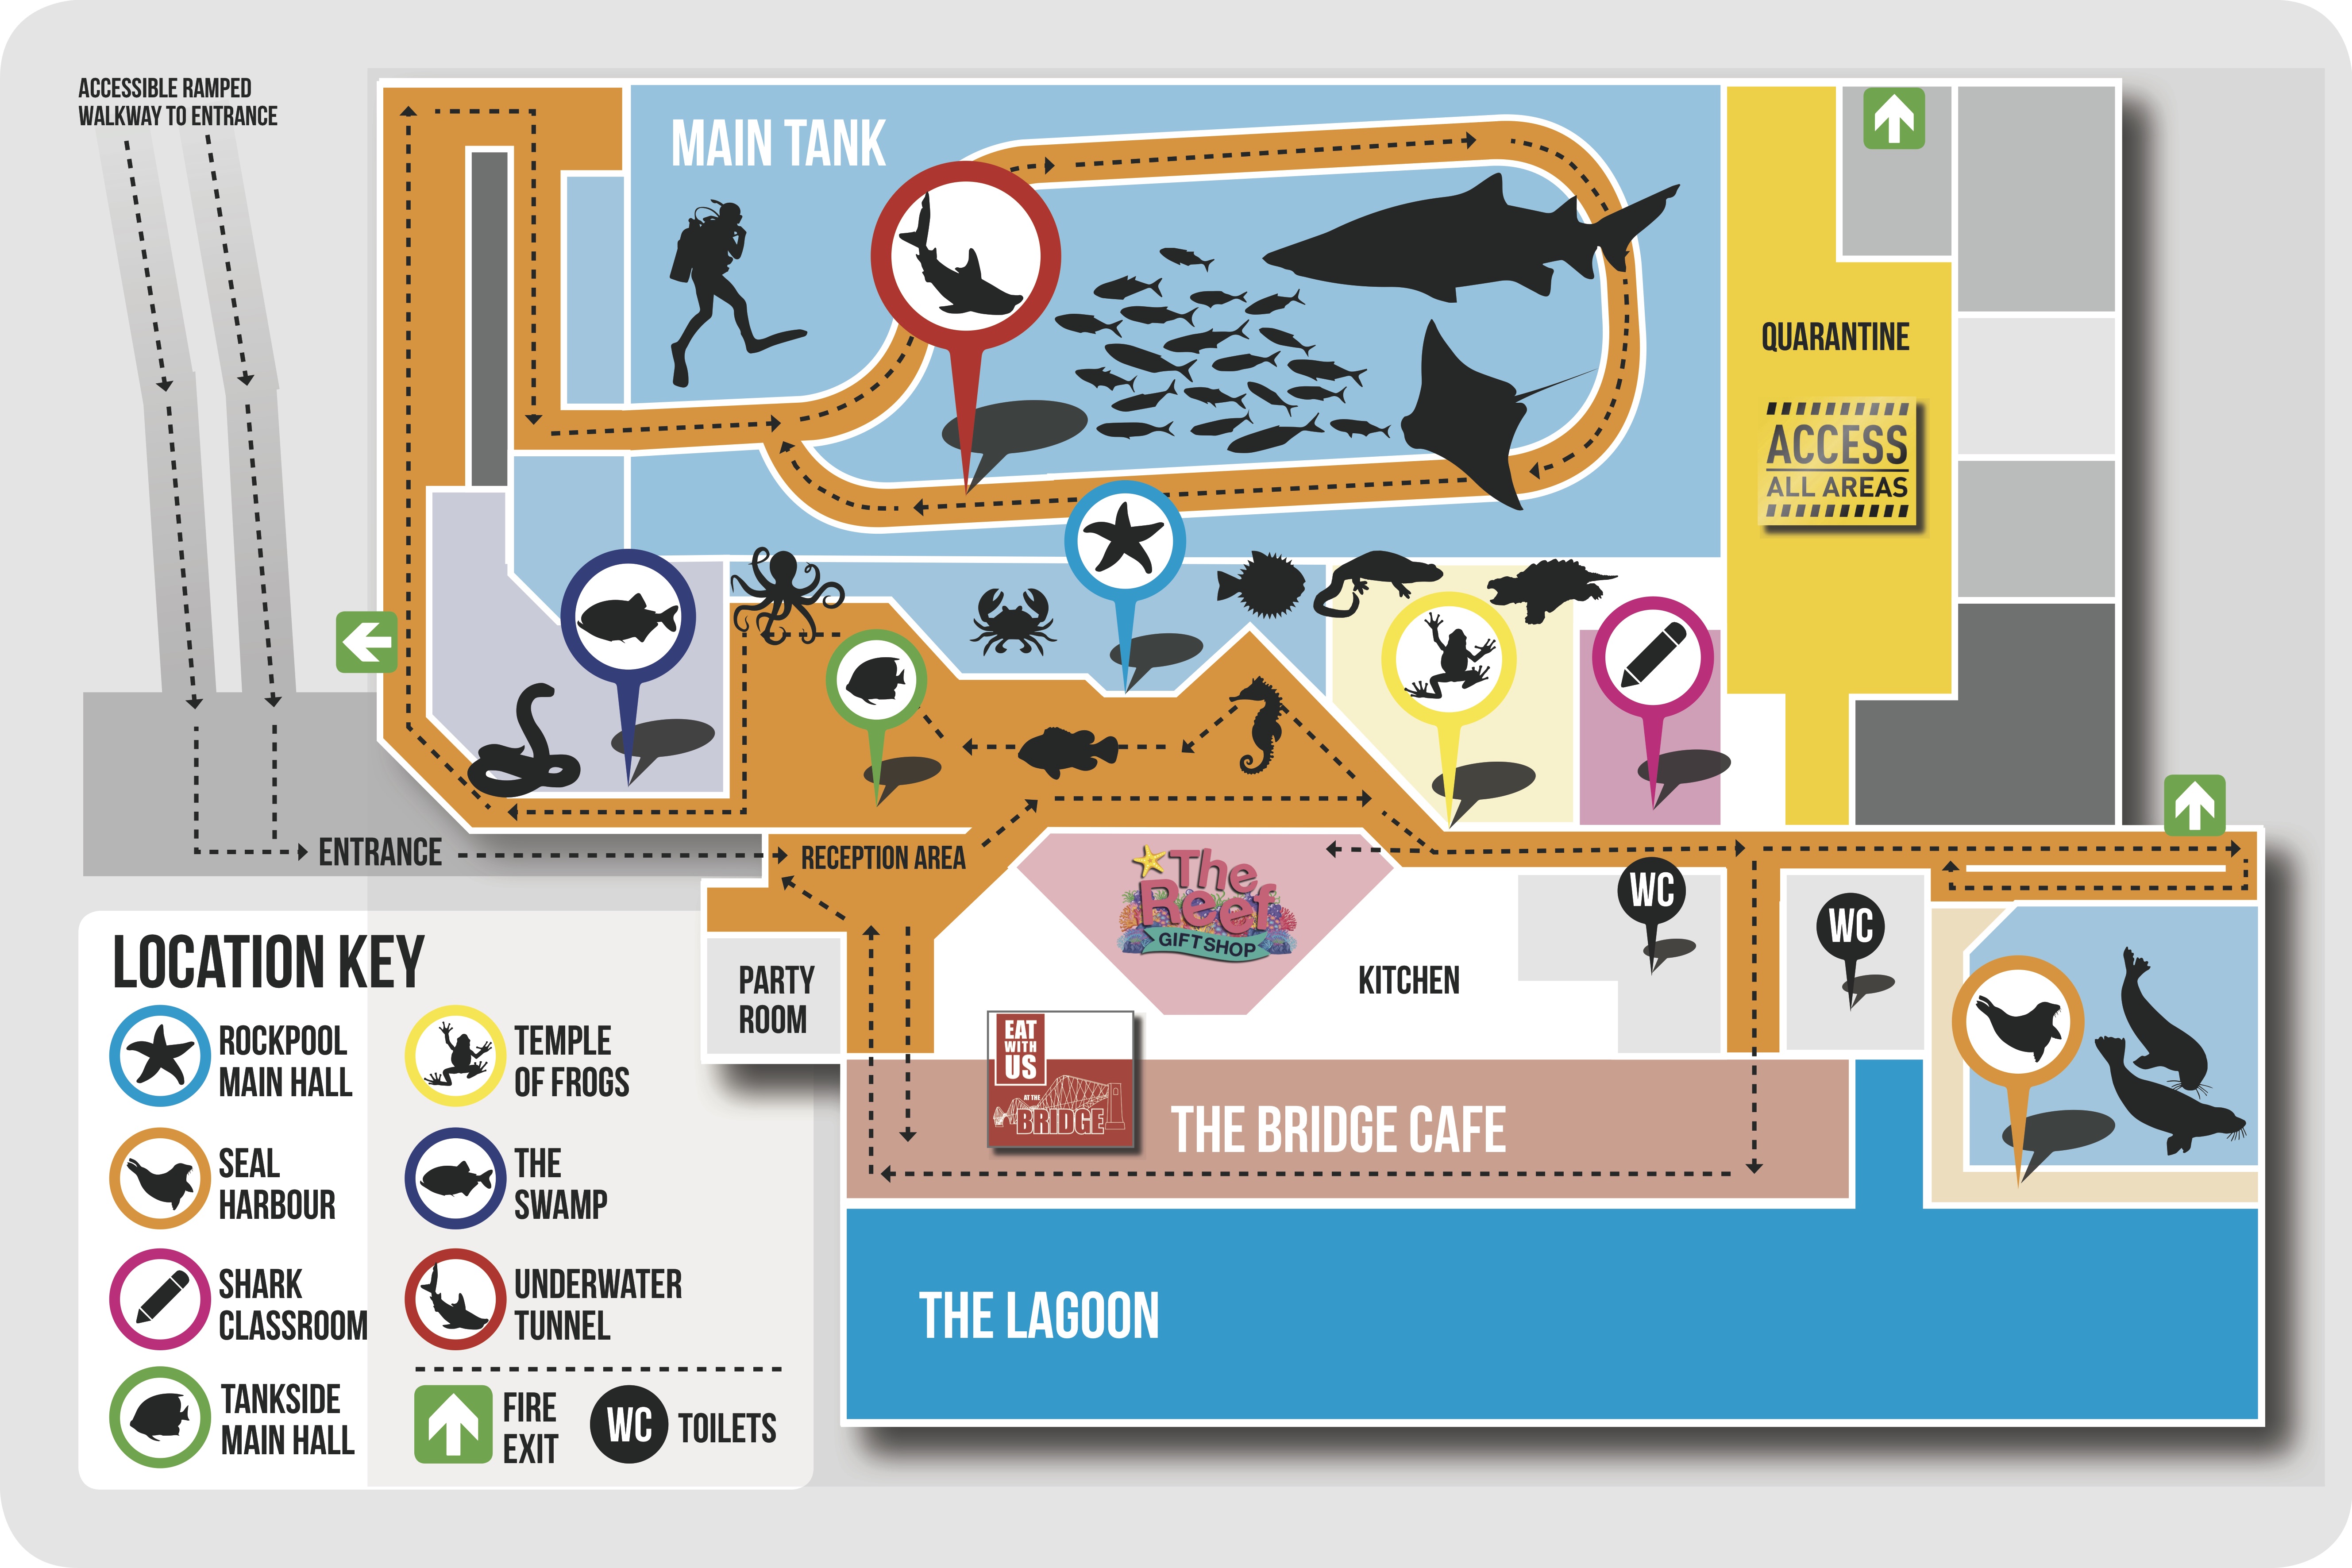 ACCESSIBLE RAMPED
WALKWAY TO ENTRANCE
MAIN TANK
QUARANTINE
ACCESS
ALL AREAS
ENTRANCE
RECEPTION AREA
The
Reef
GIFT SHOP
WC
WC
PARTY
ROOM
KITCHEN
EAT
WITH
US
AT THE
BRIDGE
THE BRIDGE CAFE
THE LAGOON
LOCATION KEY
ROCKPOOL
MAIN HALL
SEAL
HARBOUR
SHARK
CLASSROOM
TANKSIDE
MAIN HALL
TEMPLE
OF FROGS
THE
SWAMP
UNDERWATER
TUNNEL
FIRE
EXIT
WC
TOILETS